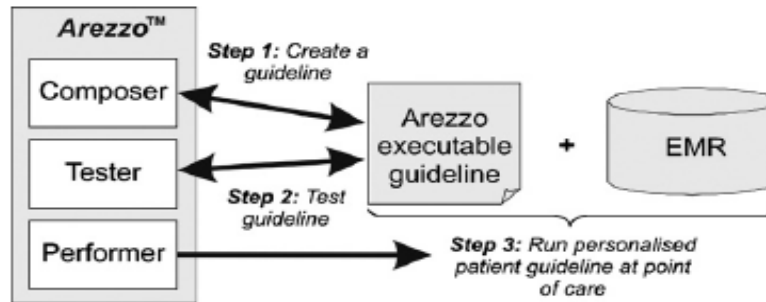 Arezzo™
Step 1: Create a
guideline
Composer
Arezzo
executable
guideline
+
EMR
Tester
Step 2: Test
guideline
Performer
Step 3: Run personalised
patient guideline at point
of care